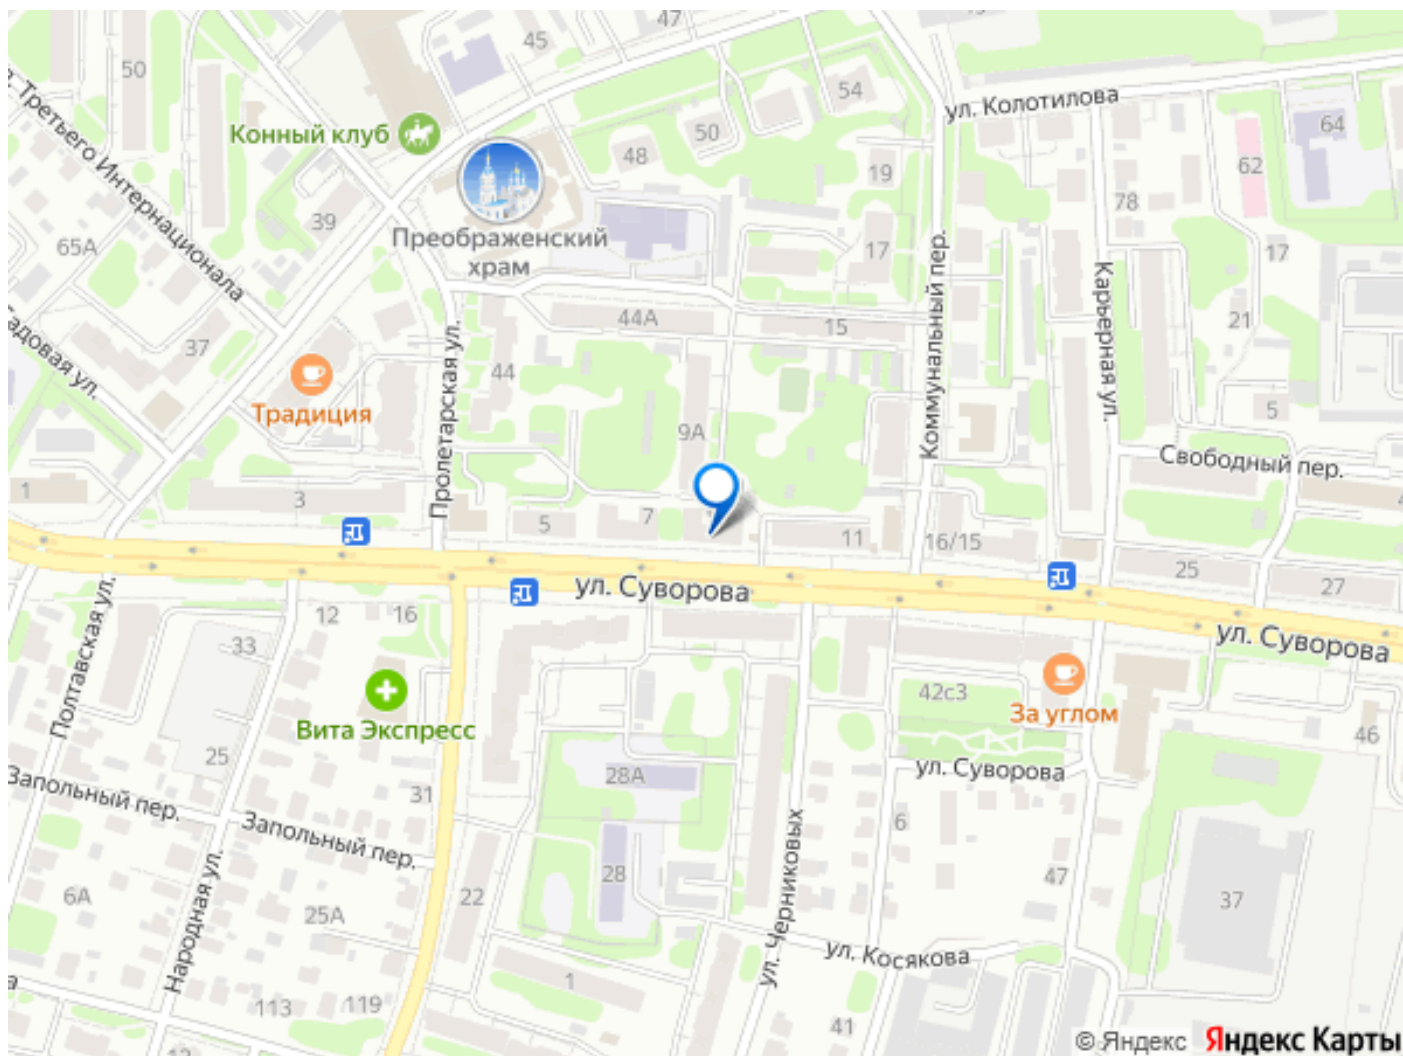 47
45
50
54
ул. Колотилова
64
Конный клуб
50
48
19
62
Третьего Интернационала
78
39
Преображенский
храм
65А
17
17
Коммунальный пер.
Карьерная ул.
44А
15
21
37
Пролетарская ул.
44
Садовая ул.
Традиция
9А
5
Свободный пер.
1
3
5
7
11
16/15
25
27
ул. Суворова
ул. Суворова
12
16
33
Полтавская ул.
42с3
За углом
Вита Экспресс
46
25
28А
ул. Суворова
Запольный пер.
31
Запольный пер.
6
28
47
6А
22
25А
37
Народная ул.
ул. Черниковых
ул. Косякова
1
113
119
41
© Яндекс Яндекс Карты